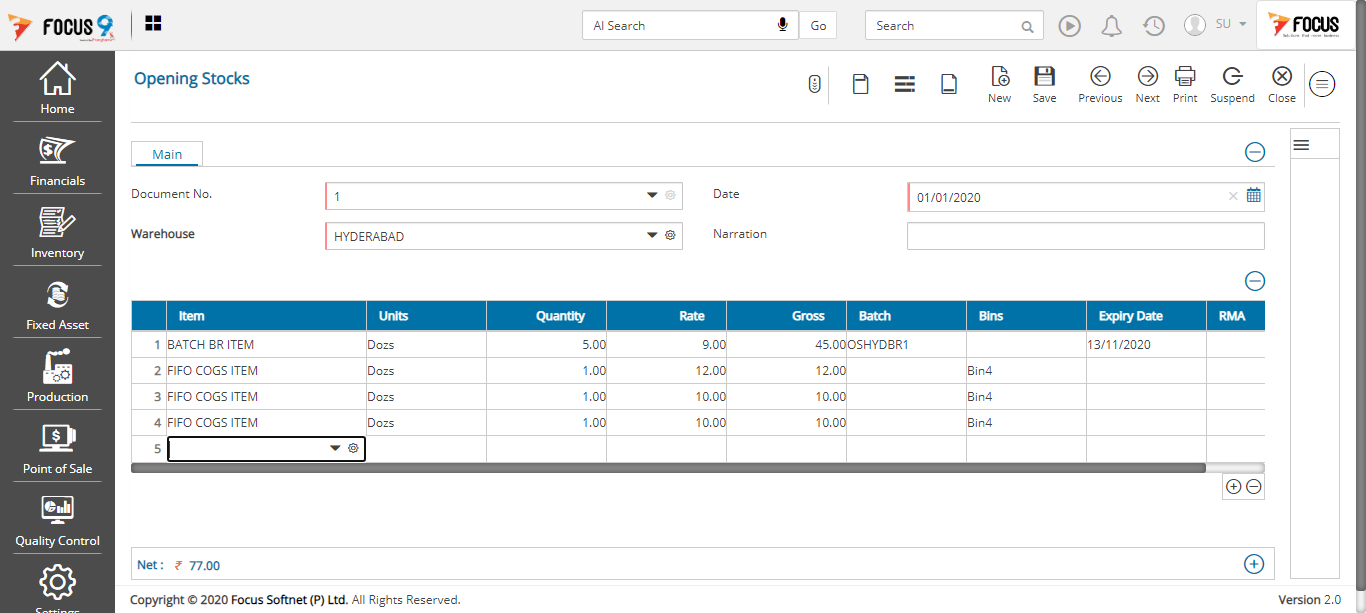 FOCUS 9
AI Search
Go
Search
SU
FOCUS
Home
Financials
Inventory
Fixed Asset
Production
Point of Sale
Quality Control
Settings
Opening Stocks
New Save Previous Next Print Suspend Close
Main
Document No. 1 Date 01/01/2020
Warehouse HYDERABAD Narration
Item Units Quantity Rate Gross Batch Bins Expiry Date RMA
1 BATCH BR ITEM Dozs 5.00 9.00 45.00 OSHYDBR1 13/11/2020
2 FIFO COGS ITEM Dozs 1.00 12.00 12.00 Bin4
3 FIFO COGS ITEM Dozs 1.00 10.00 10.00 Bin4
4 FIFO COGS ITEM Dozs 1.00 10.00 10.00 Bin4
5
Net : ₹ 77.00
Copyright © 2020 Focus Softnet (P) Ltd. All Rights Reserved. Version 2.0